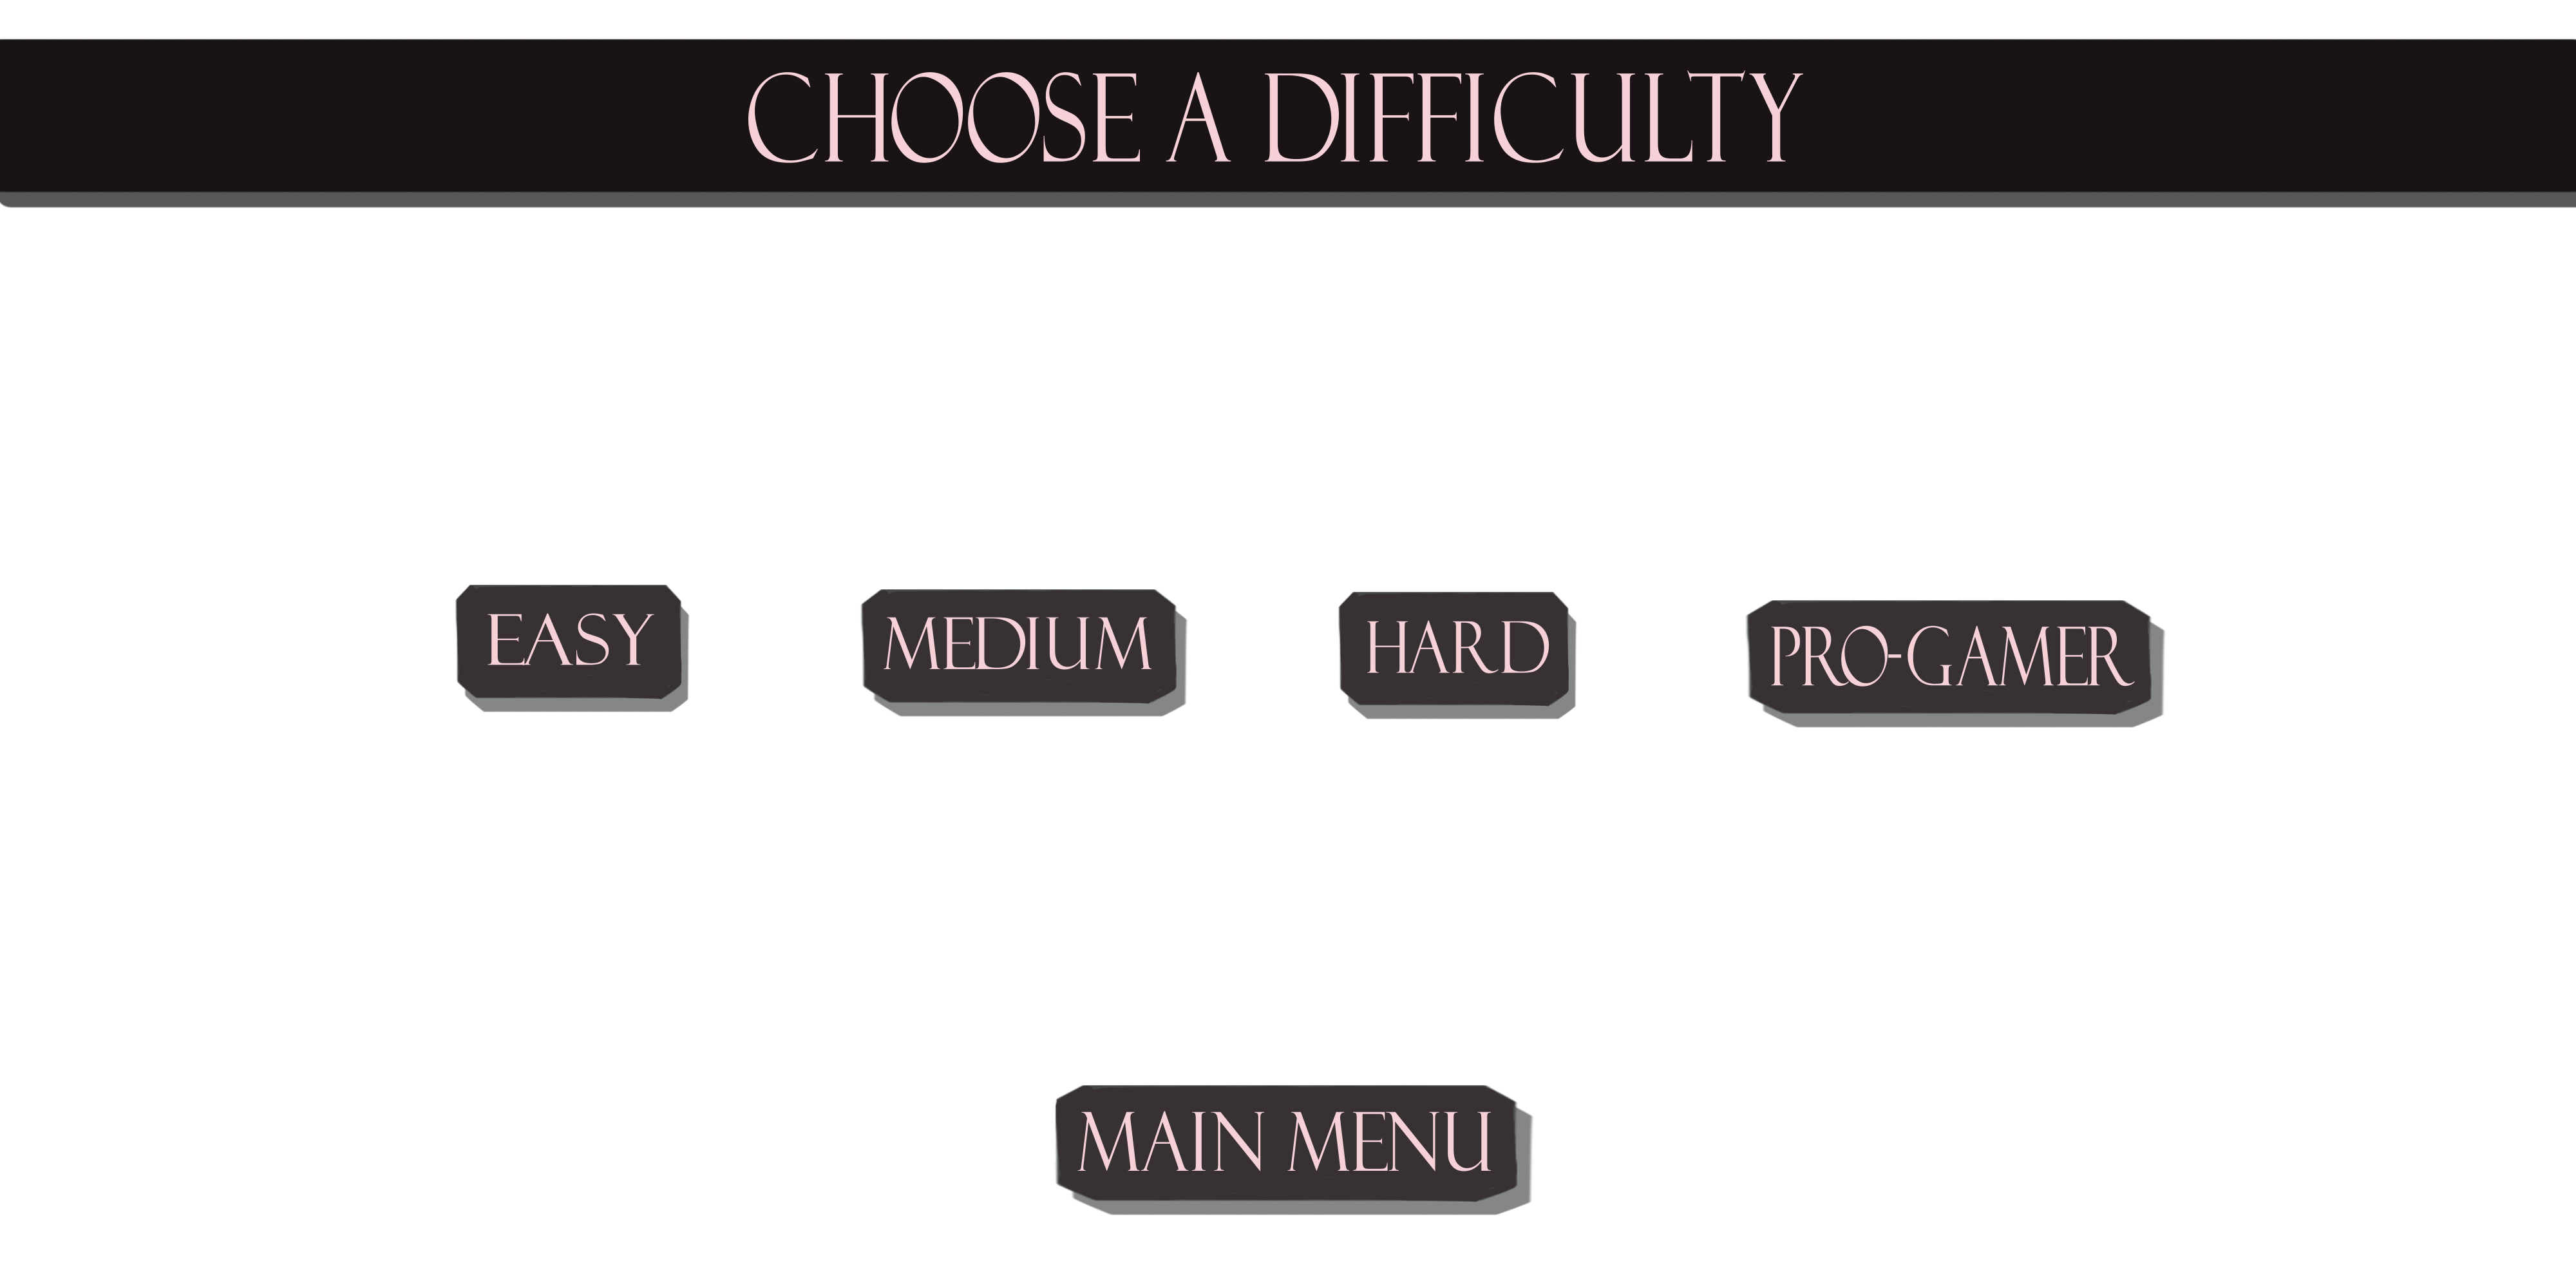 CHOOSE A DIFFICULTY
EASY
MEDIUM
HARD
PRO-GAMER
MAIN MENU